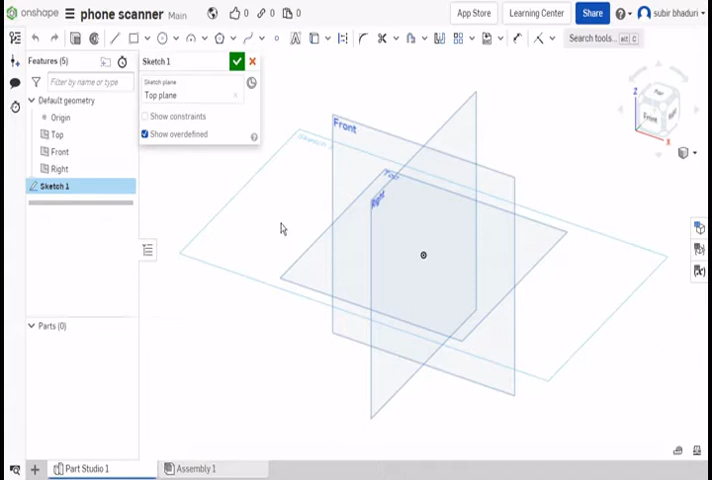 onshape phone scanner Main 0 0 0 App Store Learning Center Share subir bhaduri
Search tools... alt C
Features (5)
Filter by name or type
Default geometry
Origin
Top
Front
Right
Sketch 1
Sketch 1
Sketch plane
Top plane
Show constraints
Show overdefined
Front
Top
Z
Front
X
Parts (0)
Part Studio 1 Assembly 1